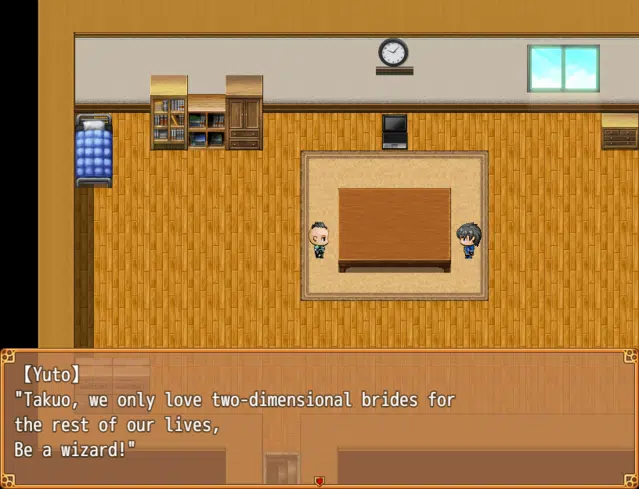 【Yuto】
"Takuo, we only love two-dimensional brides for
the rest of our lives,
Be a wizard!"